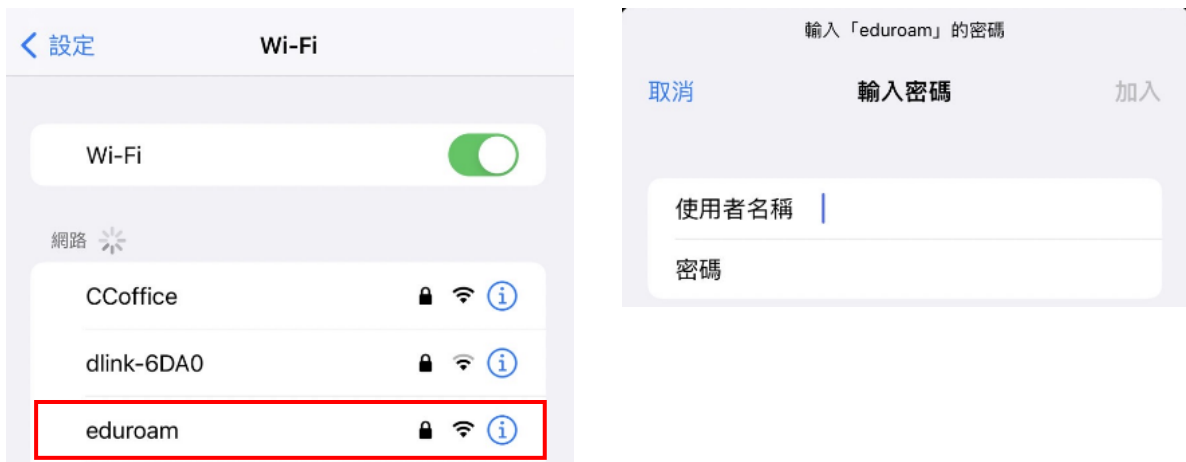 設定
Wi-Fi
Wi-Fi
網路
CCoffice
dlink-6DA0
eduroam
輸入「eduroam」的密碼
取消 輸入密碼 加入
使用者名稱
密碼